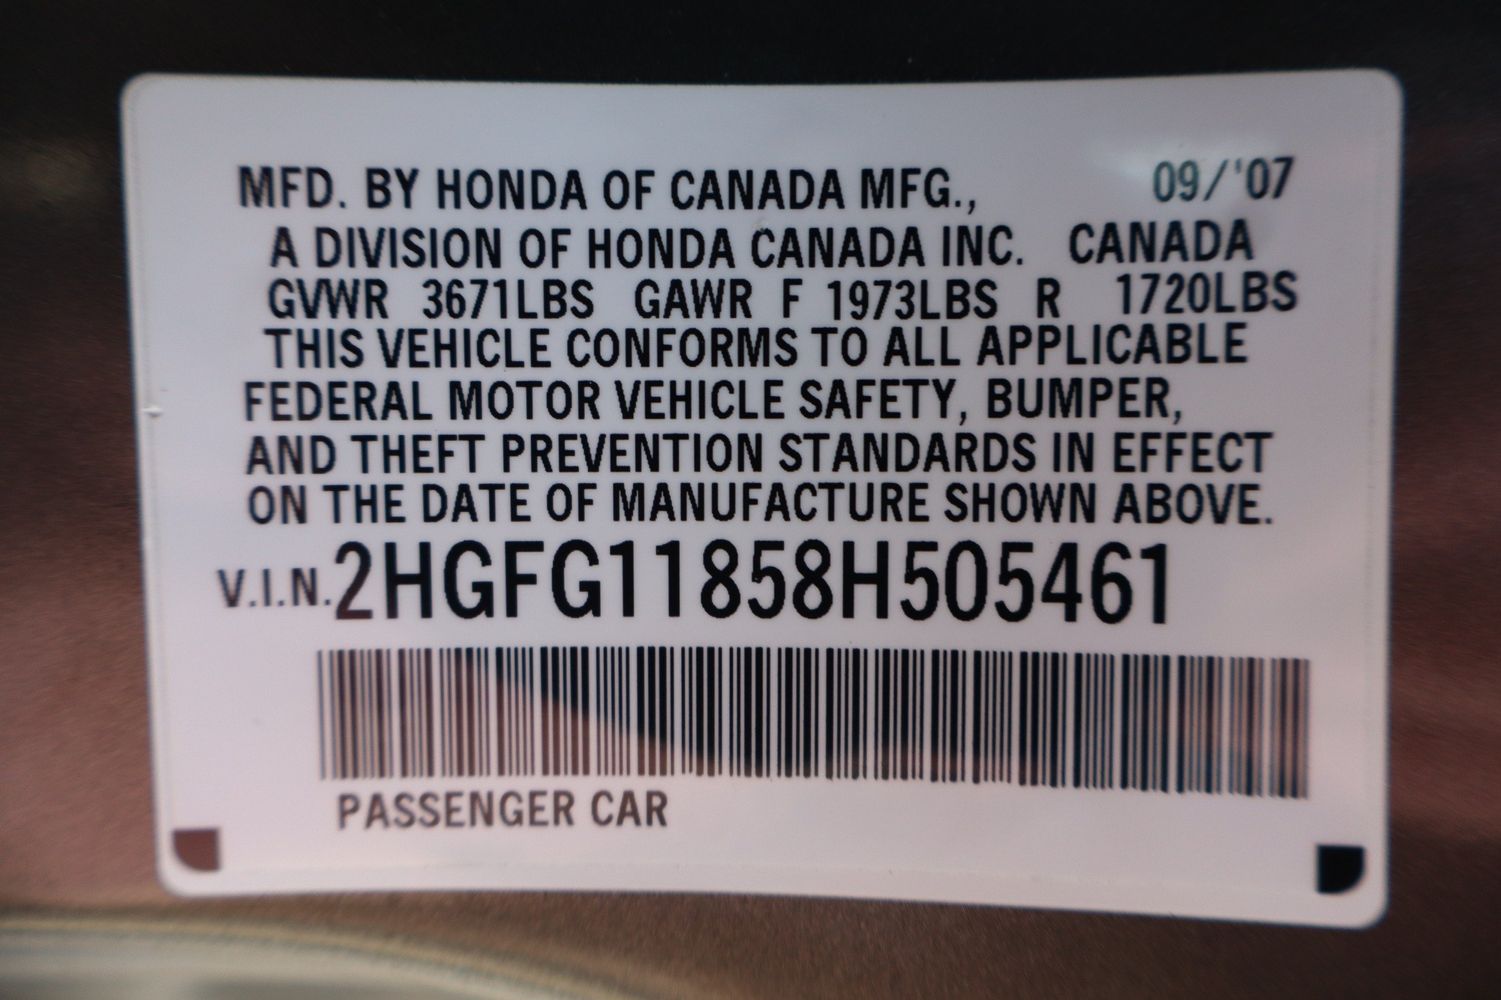 MFD. BY HONDA OF CANADA MFG., 09/'07
A DIVISION OF HONDA CANADA INC. CANADA
GVWR 3671LBS GAWR F 1973LBS R 1720LBS
THIS VEHICLE CONFORMS TO ALL APPLICABLE
FEDERAL MOTOR VEHICLE SAFETY, BUMPER,
AND THEFT PREVENTION STANDARDS IN EFFECT
ON THE DATE OF MANUFACTURE SHOWN ABOVE.
V.I.N. 2HGFG11858H505461
PASSENGER CAR